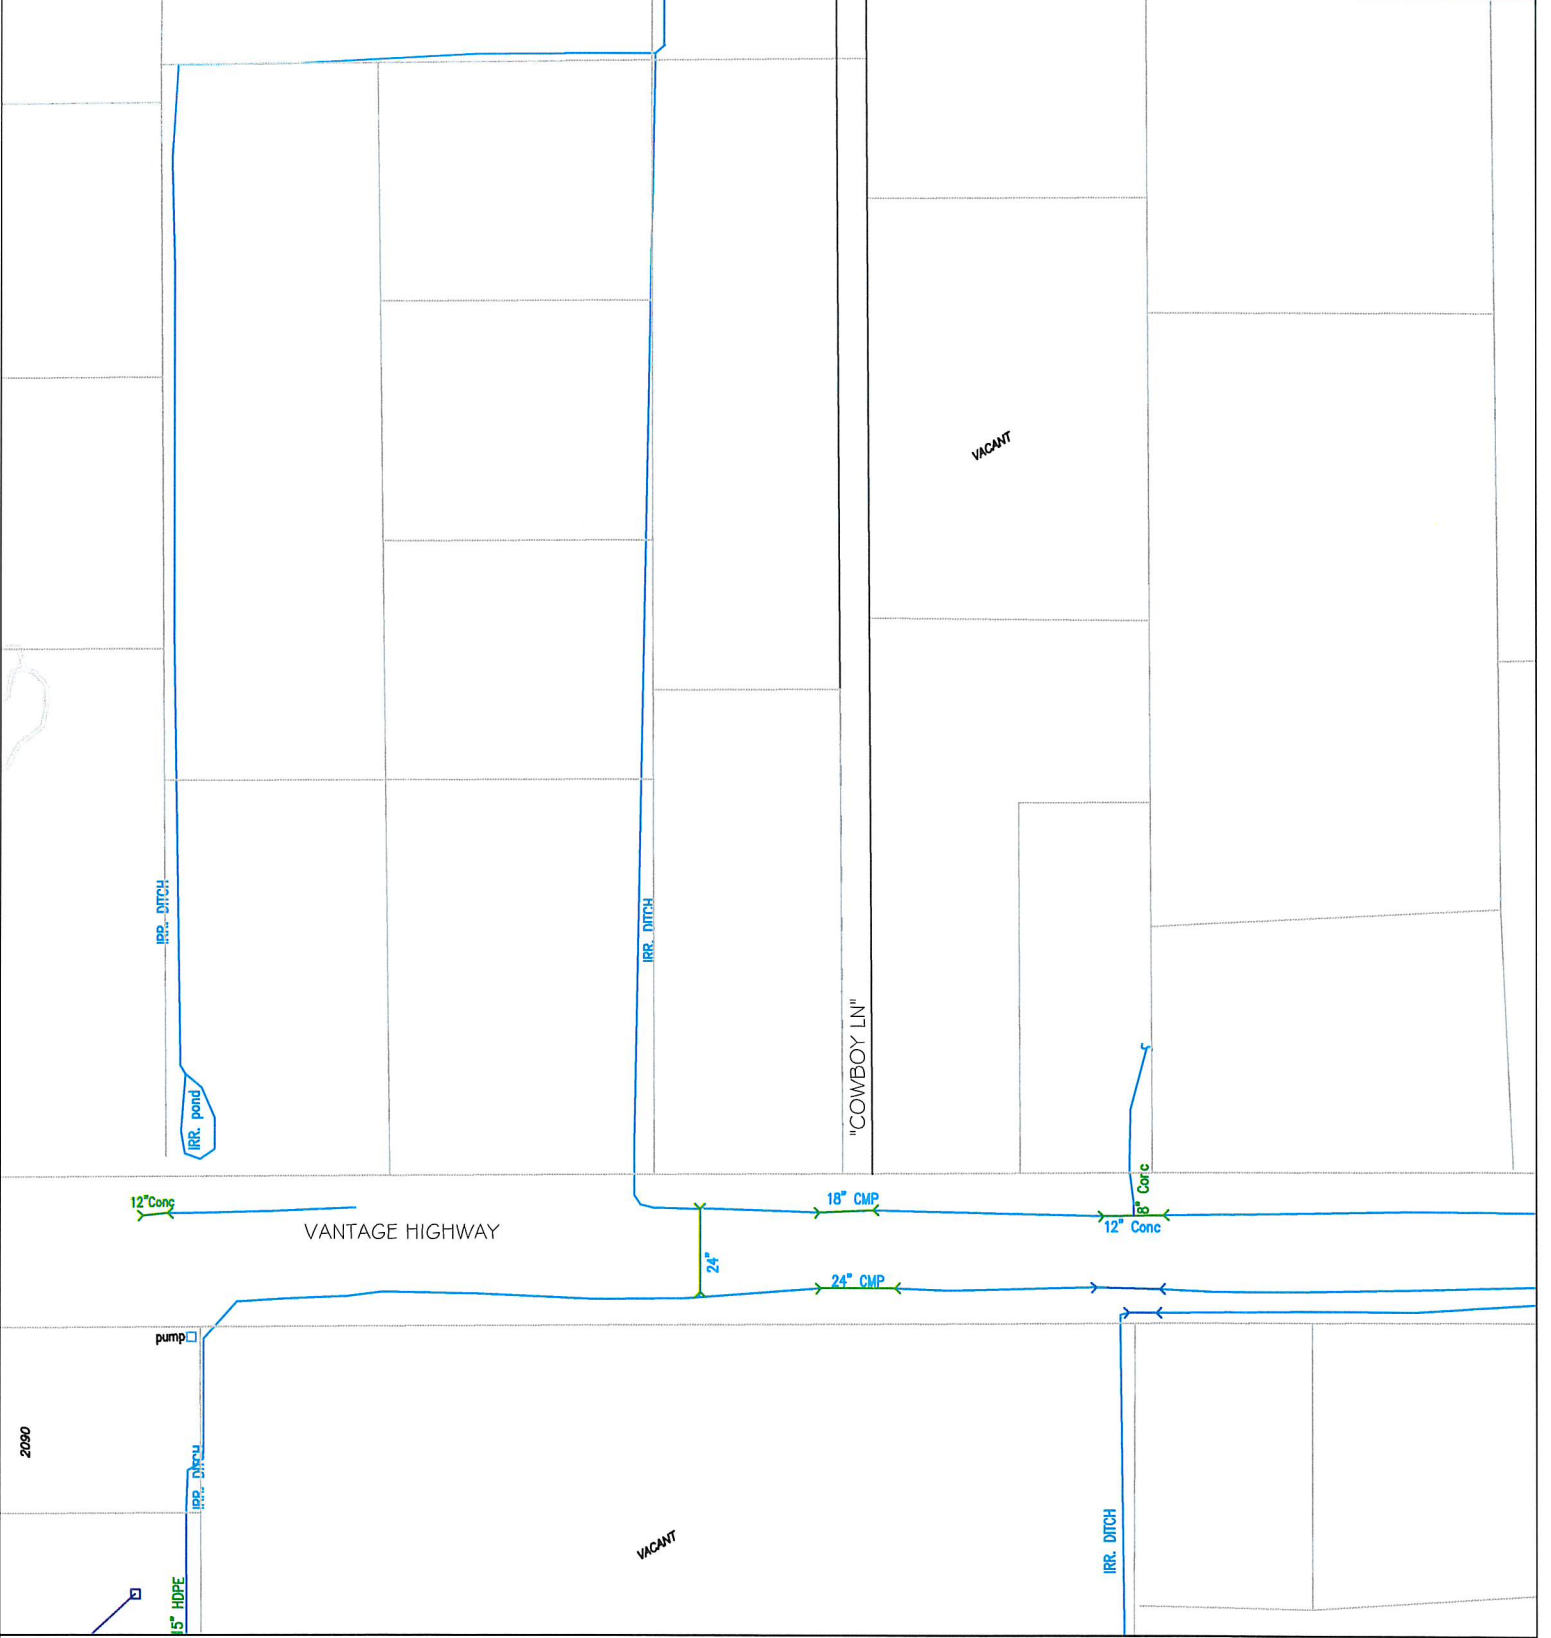 VACANT
IRR. DITCH
IRR. DITCH
"COWBOY LN"
IRR. pond
8" Conc
12"Conc
18" CMP
12" Conc
VANTAGE HIGHWAY
24"
24" CMP
pump
2090
IRR. DITCH
VACANT
IRR. DITCH
15" HDPE